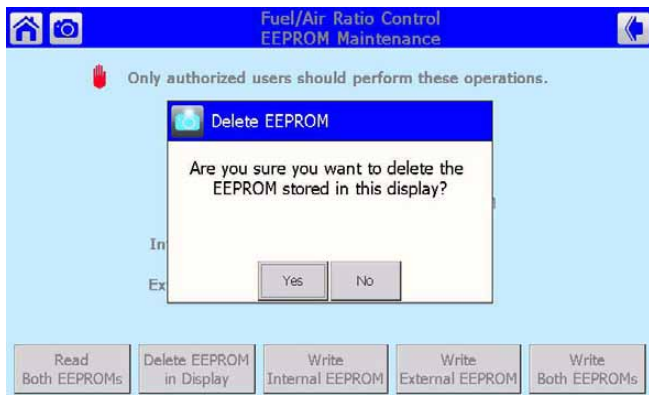 Fuel/Air Ratio Control
EEPROM Maintenance
Only authorized users should perform these operations.
Delete EEPROM
Are you sure you want to delete the
EEPROM stored in this display?
In
Ex
Yes No
Read
Both EEPROMs
Delete EEPROM
in Display
Write
Internal EEPROM
Write
External EEPROM
Write
Both EEPROMs